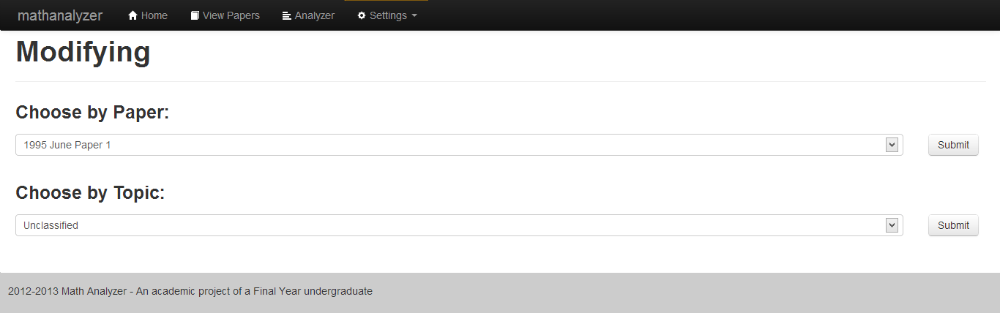 mathanalyzer Home View Papers Analyzer Settings
Modifying
Choose by Paper:
1995 June Paper 1 Submit
Choose by Topic:
Unclassified Submit
2012-2013 Math Analyzer - An academic project of a Final Year undergraduate